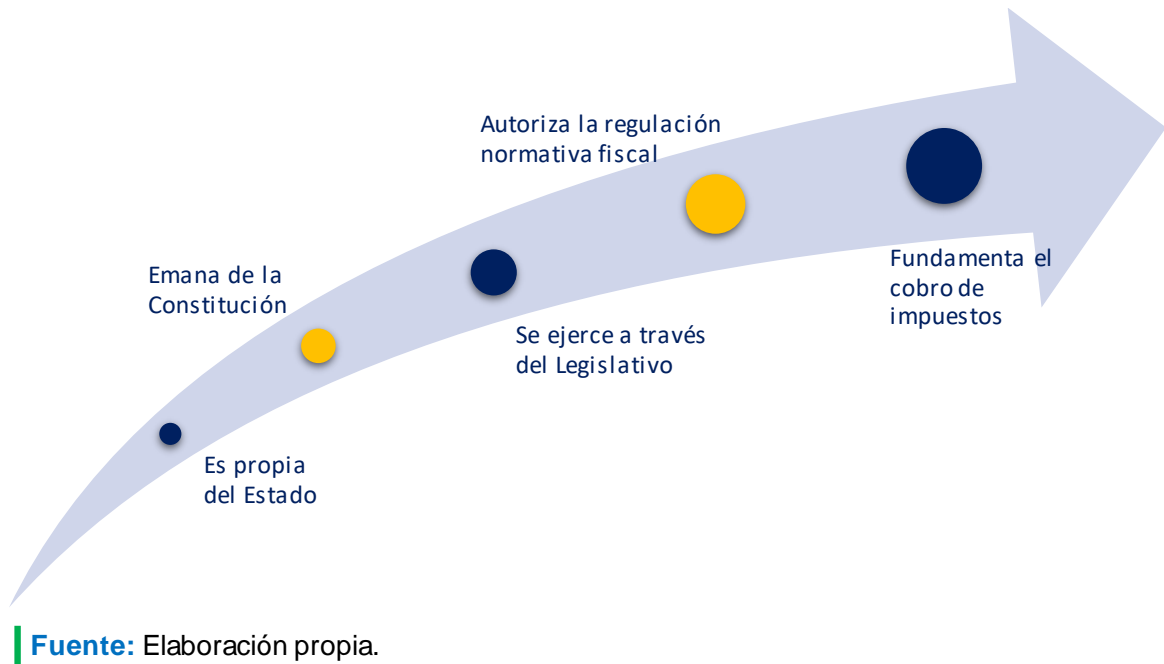 Autoriza la regulación
normativa fiscal
Emana de la
Constitución
Fundamenta el
cobro de
impuestos
Se ejerce a través
del Legislativo
Es propia
del Estado
Fuente: Elaboración propia.